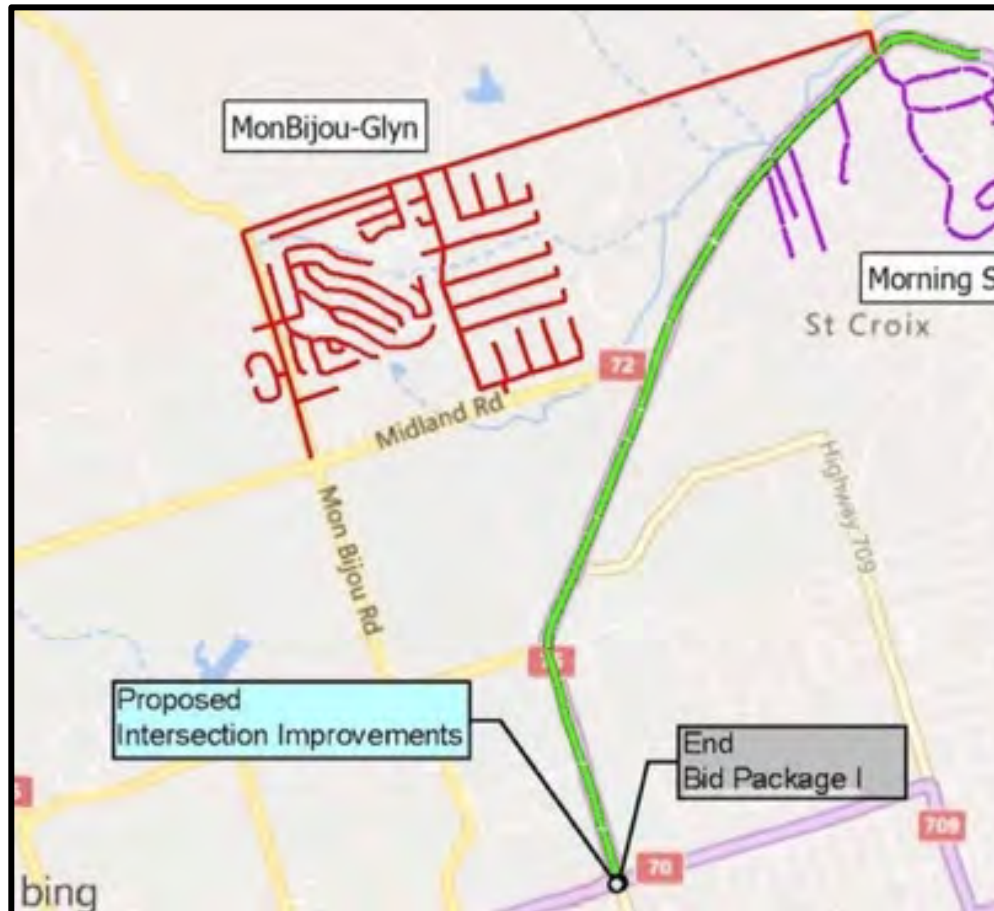 MonBijou-Glyn
Morning S
St Croix
72
Midland Rd
Highway 709
Mon Bijou Rd
Proposed
Intersection Improvements
End
Bid Package I
709
70
bing